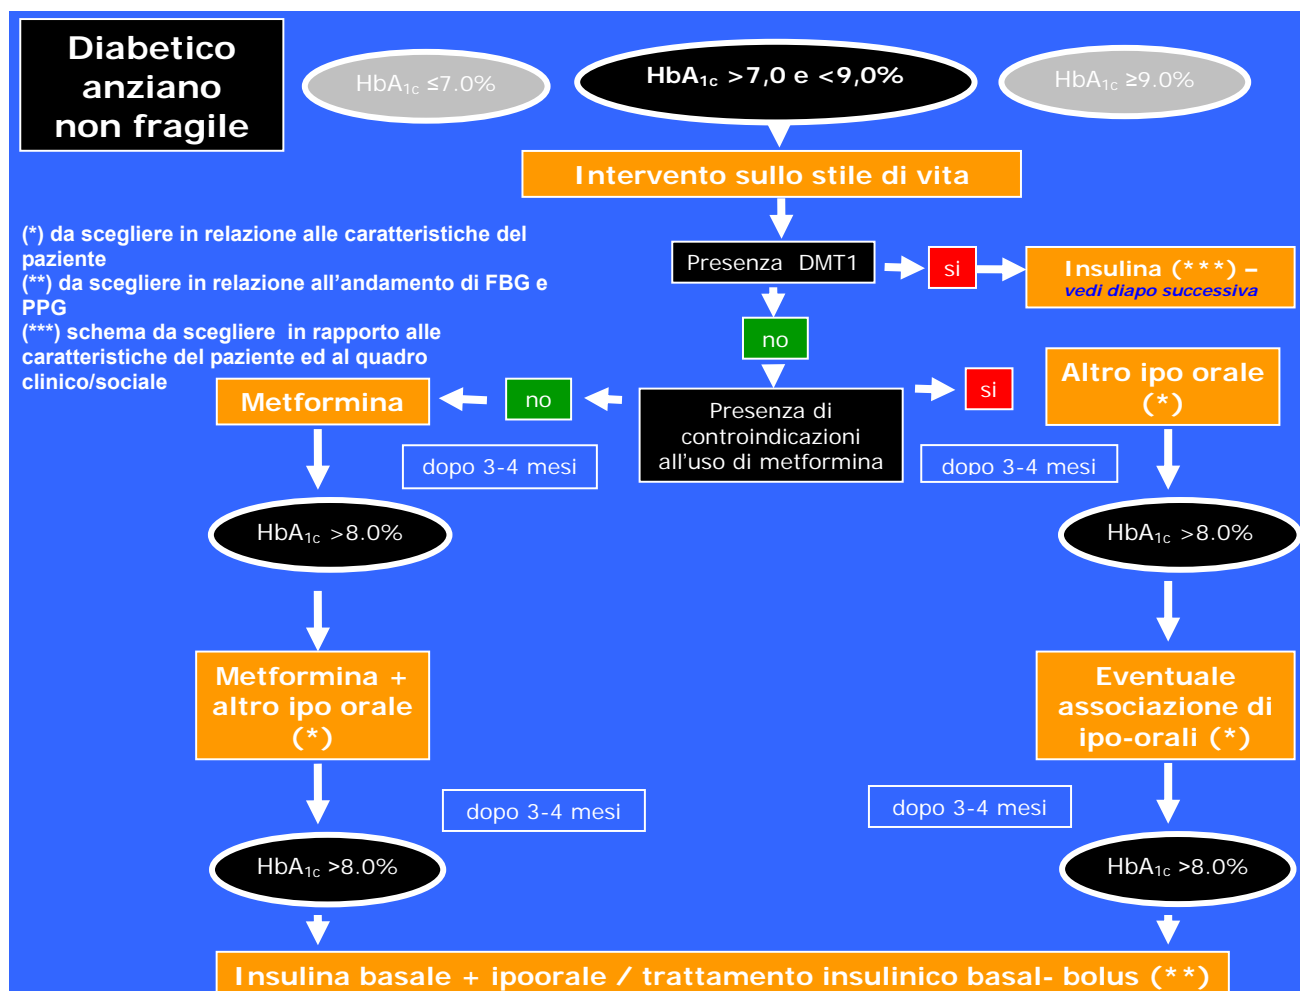 Diabetico
anziano
non fragile
HbA1c ≤7.0%
HbA1c >7,0 e <9,0%
HbA1c ≥9.0%
Intervento sullo stile di vita
(*) da scegliere in relazione alle caratteristiche del
paziente
(**) da scegliere in relazione all'andamento di FBG e
PPG
(***) schema da scegliere in rapporto alle
caratteristiche del paziente ed al quadro
clinico/sociale
Presenza DMT1
si
Insulina (***) –
vedi diapo successiva
no
Metformina
no
Presenza di
controindicazioni
all'uso di metformina
si
Altro ipo orale
(*)
dopo 3-4 mesi
dopo 3-4 mesi
HbA1c >8.0%
HbA1c >8.0%
Metformina +
altro ipo orale
(*)
Eventuale
associazione di
ipo-orali (*)
dopo 3-4 mesi
dopo 3-4 mesi
HbA1c >8.0%
HbA1c >8.0%
Insulina basale + ipoorale / trattamento insulinico basal- bolus (**)